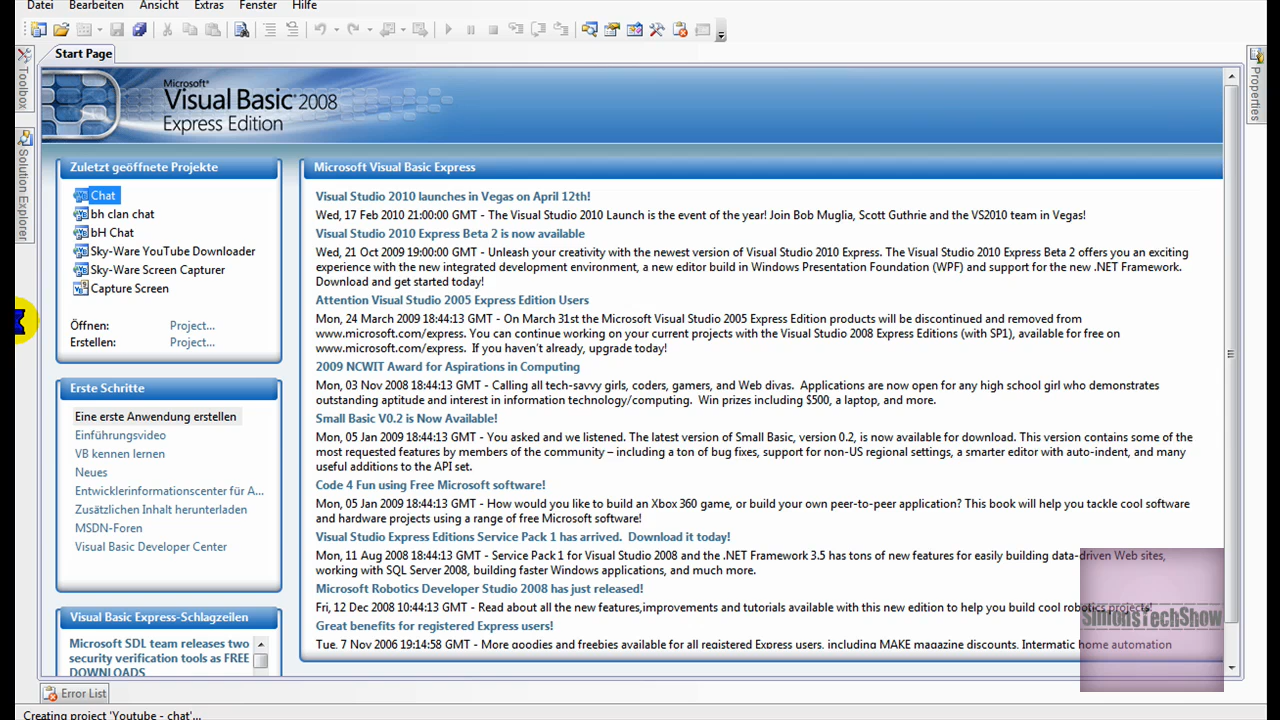 Datei Bearbeiten Ansicht Extras Fenster Hilfe
Start Page
Toolbox
Solution Explorer
Properties
Microsoft®
Visual Basic® 2008
Express Edition
Zuletzt geöffnete Projekte
Chat
bh clan chat
bH Chat
Sky-Ware YouTube Downloader
Sky-Ware Screen Capturer
Capture Screen
Öffnen: Project...
Erstellen: Project...
Erste Schritte
Eine erste Anwendung erstellen
Einführungsvideo
VB kennen lernen
Neues
Entwicklerinformationscenter für A...
Zusätzlichen Inhalt herunterladen
MSDN-Foren
Visual Basic Developer Center
Visual Basic Express-Schlagzeilen
Microsoft SDL team releases two
security verification tools as FREE
DOWNLOADS
Microsoft Visual Basic Express
Visual Studio 2010 launches in Vegas on April 12th!
Wed, 17 Feb 2010 21:00:00 GMT - The Visual Studio 2010 Launch is the event of the year! Join Bob Muglia, Scott Guthrie and the VS2010 team in Vegas!
Visual Studio 2010 Express Beta 2 is now available
Wed, 21 Oct 2009 19:00:00 GMT - Unleash your creativity with the newest version of Visual Studio 2010 Express. The Visual Studio 2010 Express Beta 2 offers you an exciting
experience with the new integrated development environment, a new editor build in Windows Presentation Foundation (WPF) and support for the new .NET Framework.
Download and get started today!
Attention Visual Studio 2005 Express Edition Users
Mon, 24 March 2009 18:44:13 GMT - On March 31st the Microsoft Visual Studio 2005 Express Edition products will be discontinued and removed from
www.microsoft.com/express. You can continue working on your current projects with the Visual Studio 2008 Express Editions (with SP1), available for free on
www.microsoft.com/express. If you haven't already, upgrade today!
2009 NCWIT Award for Aspirations in Computing
Mon, 03 Nov 2008 18:44:13 GMT - Calling all tech-savvy girls, coders, gamers, and Web divas. Applications are now open for any high school girl who demonstrates
outstanding aptitude and interest in information technology/computing. Win prizes including $500, a laptop, and more.
Small Basic V0.2 is Now Available!
Mon, 05 Jan 2009 18:44:13 GMT - You asked and we listened. The latest version of Small Basic, version 0.2, is now available for download. This version contains some of the
most requested features by members of the community – including a ton of bug fixes, support for non-US regional settings, a smarter editor with auto-indent, and many
useful additions to the API set.
Code 4 Fun using Free Microsoft software!
Mon, 05 Jan 2009 18:44:13 GMT - How would you like to build an Xbox 360 game, or build your own peer-to-peer application? This book will help you tackle cool software
and hardware projects using a range of free Microsoft software!
Visual Studio Express Editions Service Pack 1 has arrived. Download it today!
Mon, 11 Aug 2008 18:44:13 GMT - Service Pack 1 for Visual Studio 2008 and the .NET Framework 3.5 has tons of new features for easily building data-driven Web sites,
working with SQL Server 2008, building faster Windows applications, and much more.
Microsoft Robotics Developer Studio 2008 has just released!
Fri, 12 Dec 2008 10:44:13 GMT - Read about all the new features,improvements and tutorials available with this new edition to help you build cool robotics projects!
Great benefits for registered Express users!
Tue, 7 Nov 2006 19:14:58 GMT - More goodies and freebies available for all registered Express users, including MAKE magazine discounts, Intermatic home automation
SimonsTechShow
Error List
Creating project 'Youtube - chat'...